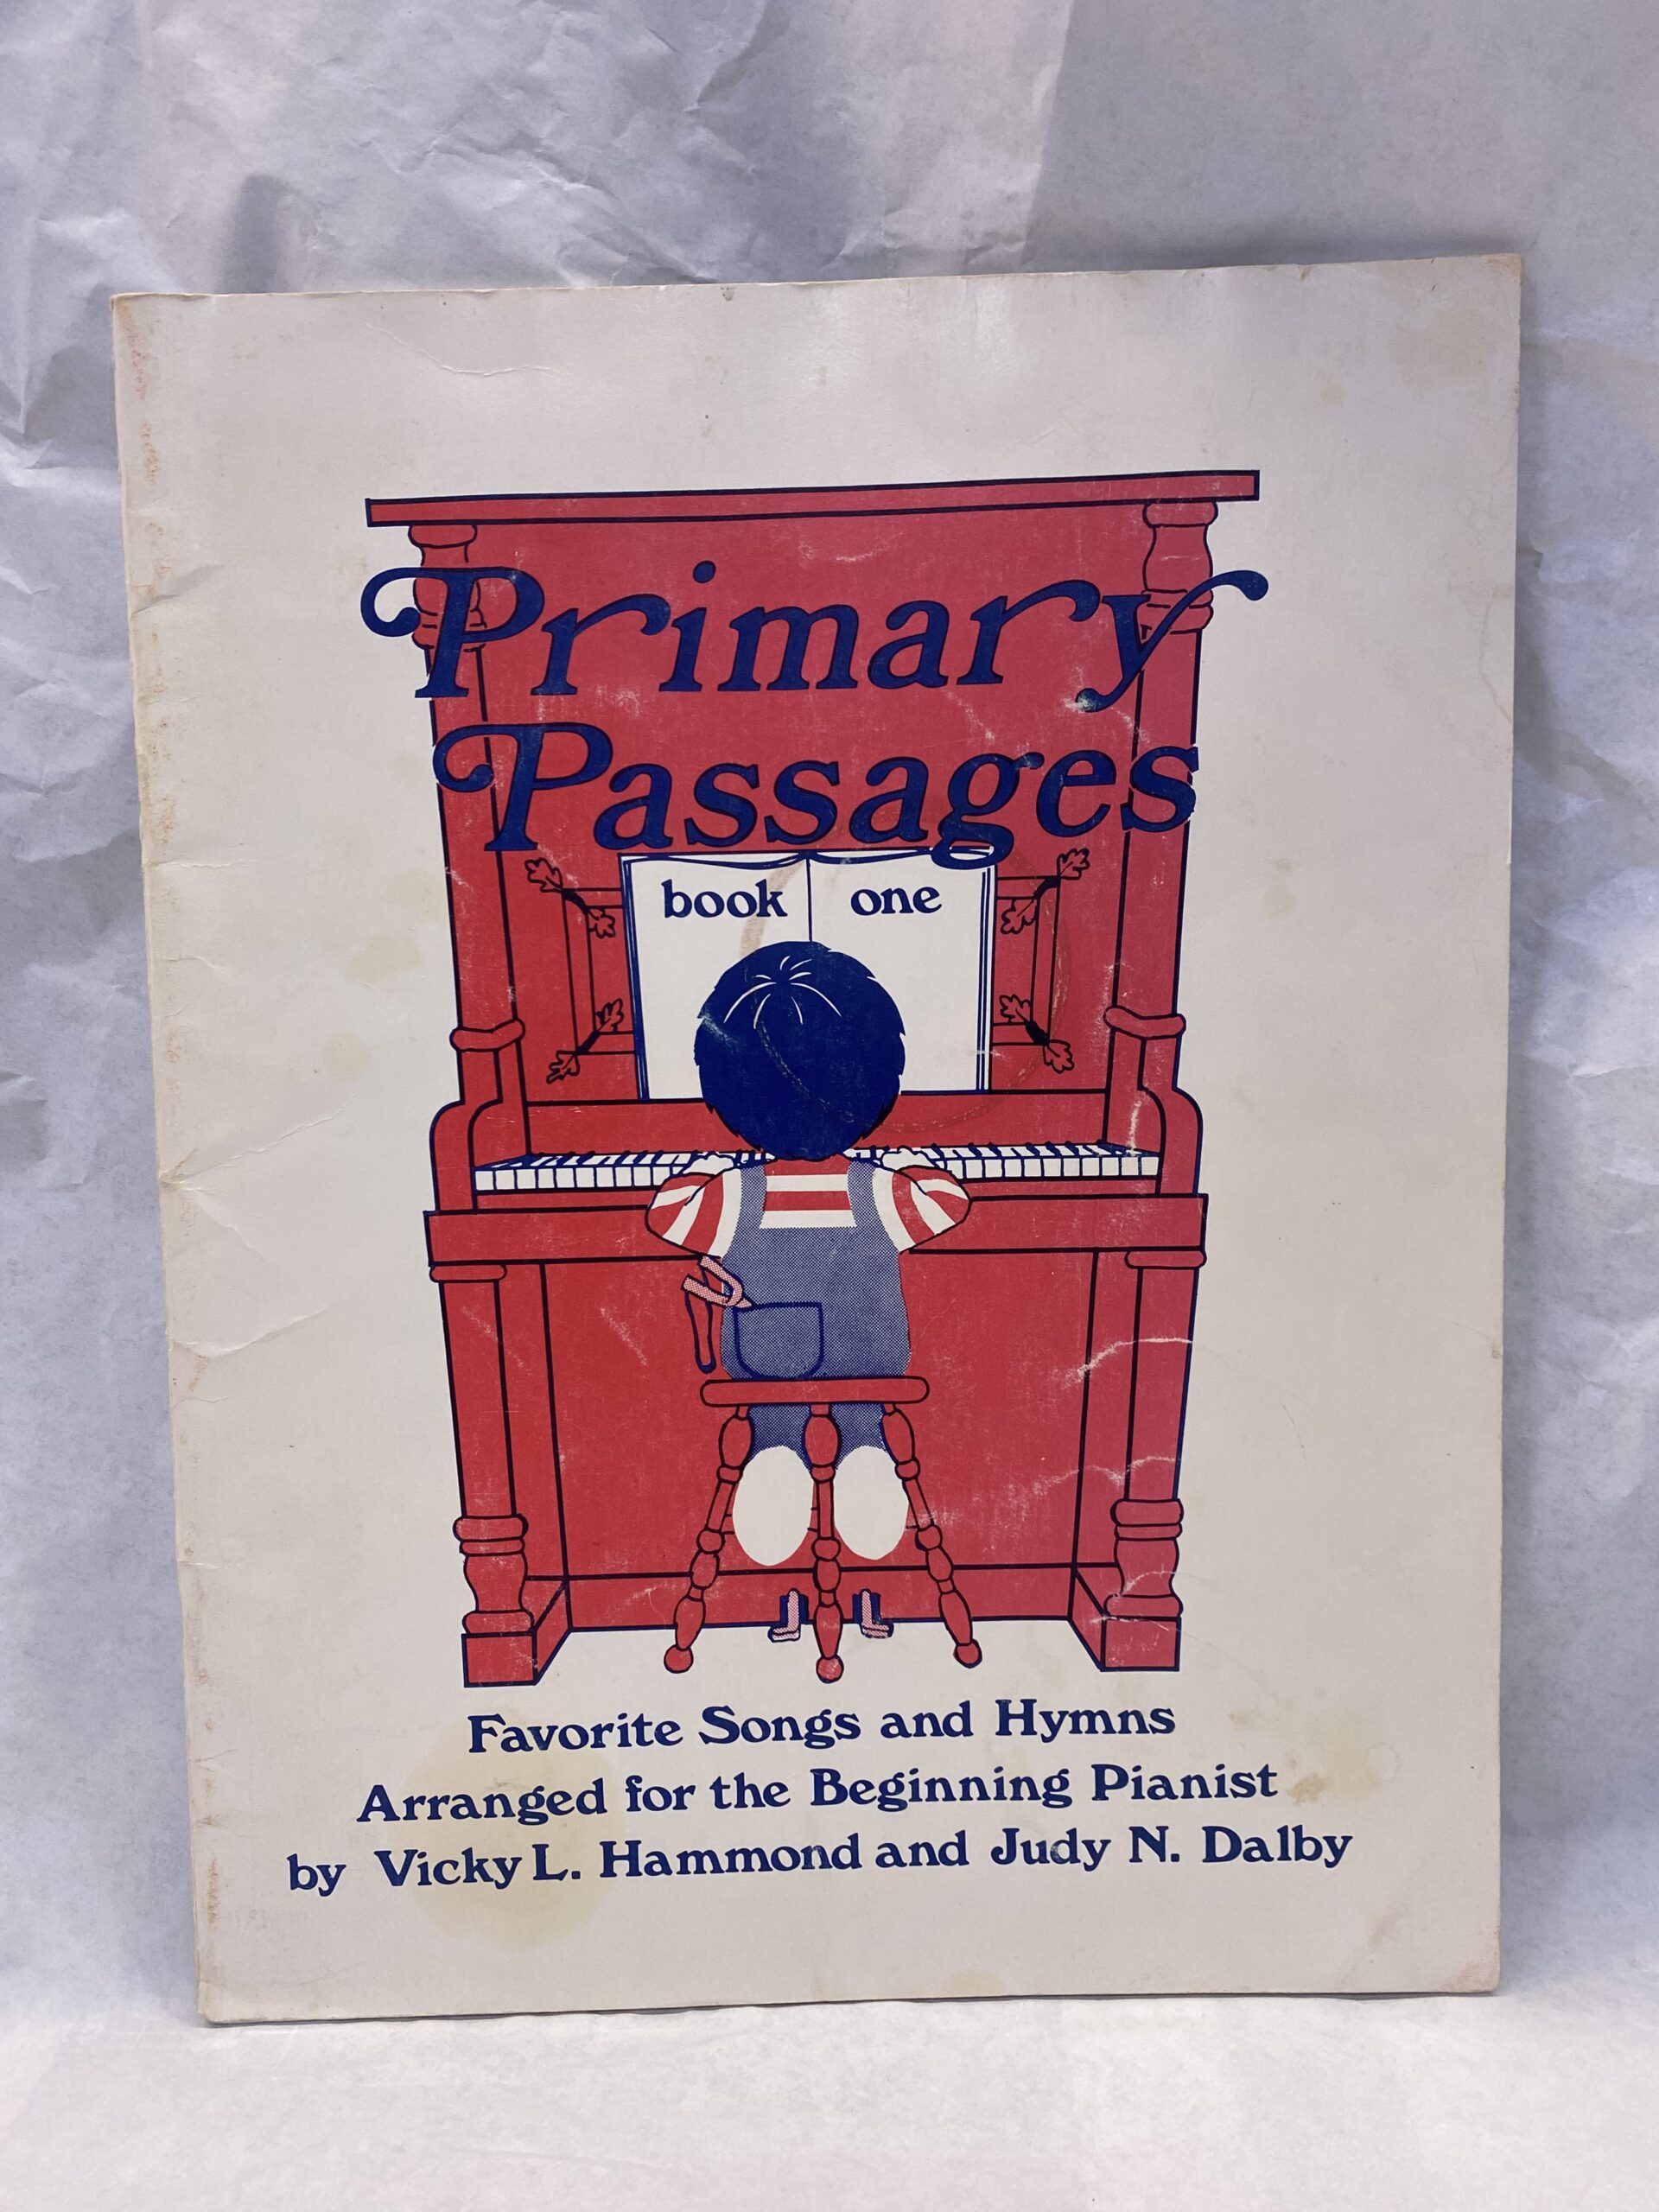 Primary
Passages
book one
Favorite Songs and Hymns
Arranged for the Beginning Pianist
by Vicky L. Hammond and Judy N. Dalby